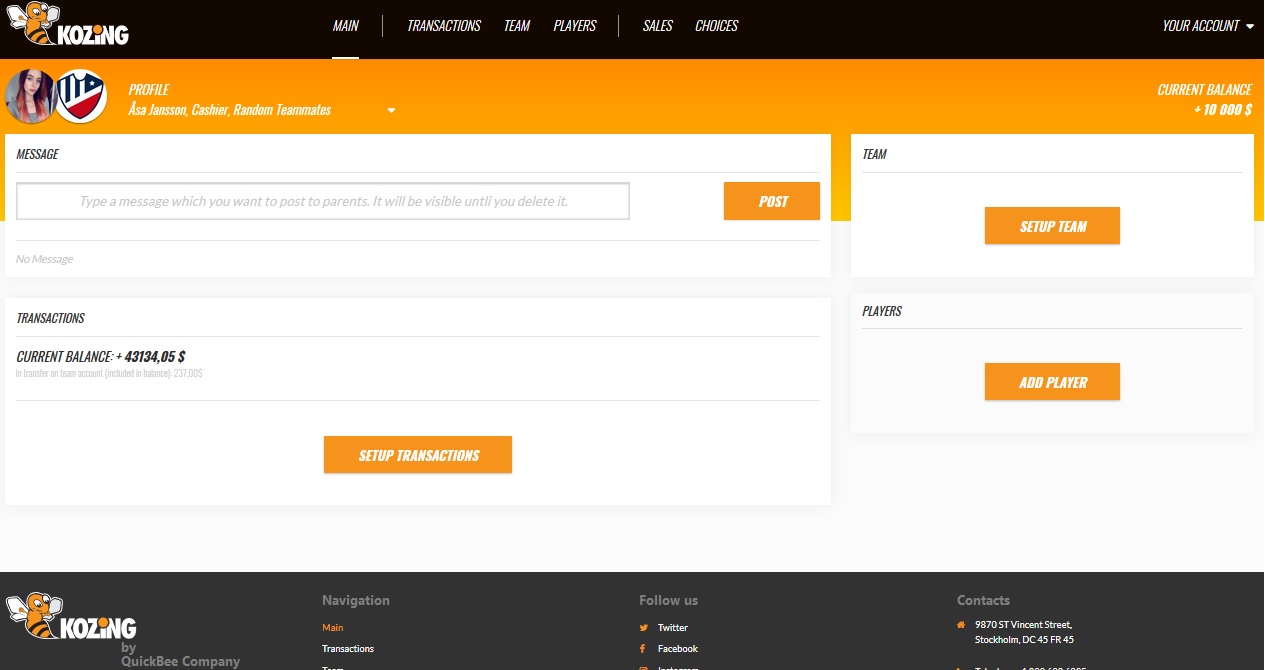 KOZING
MAIN
TRANSACTIONS
TEAM
PLAYERS
SALES
CHOICES
YOUR ACCOUNT
PROFILE
Åsa Jansson, Cashier, Random Teammates
CURRENT BALANCE
+ 10 000 $
MESSAGE
Type a message which you want to post to parents. It will be visible untli you delete it.
POST
No Message
TEAM
SETUP TEAM
TRANSACTIONS
CURRENT BALANCE: + 43134,05 $
In transfer on team account (included in balance): 237,00$
SETUP TRANSACTIONS
PLAYERS
ADD PLAYER
KOZING
by
QuickBee Company
Navigation
Main
Transactions
Team
Follow us
Twitter
Facebook
Instagram
Contacts
9870 ST Vincent Street,
Stockholm, DC 45 FR 45